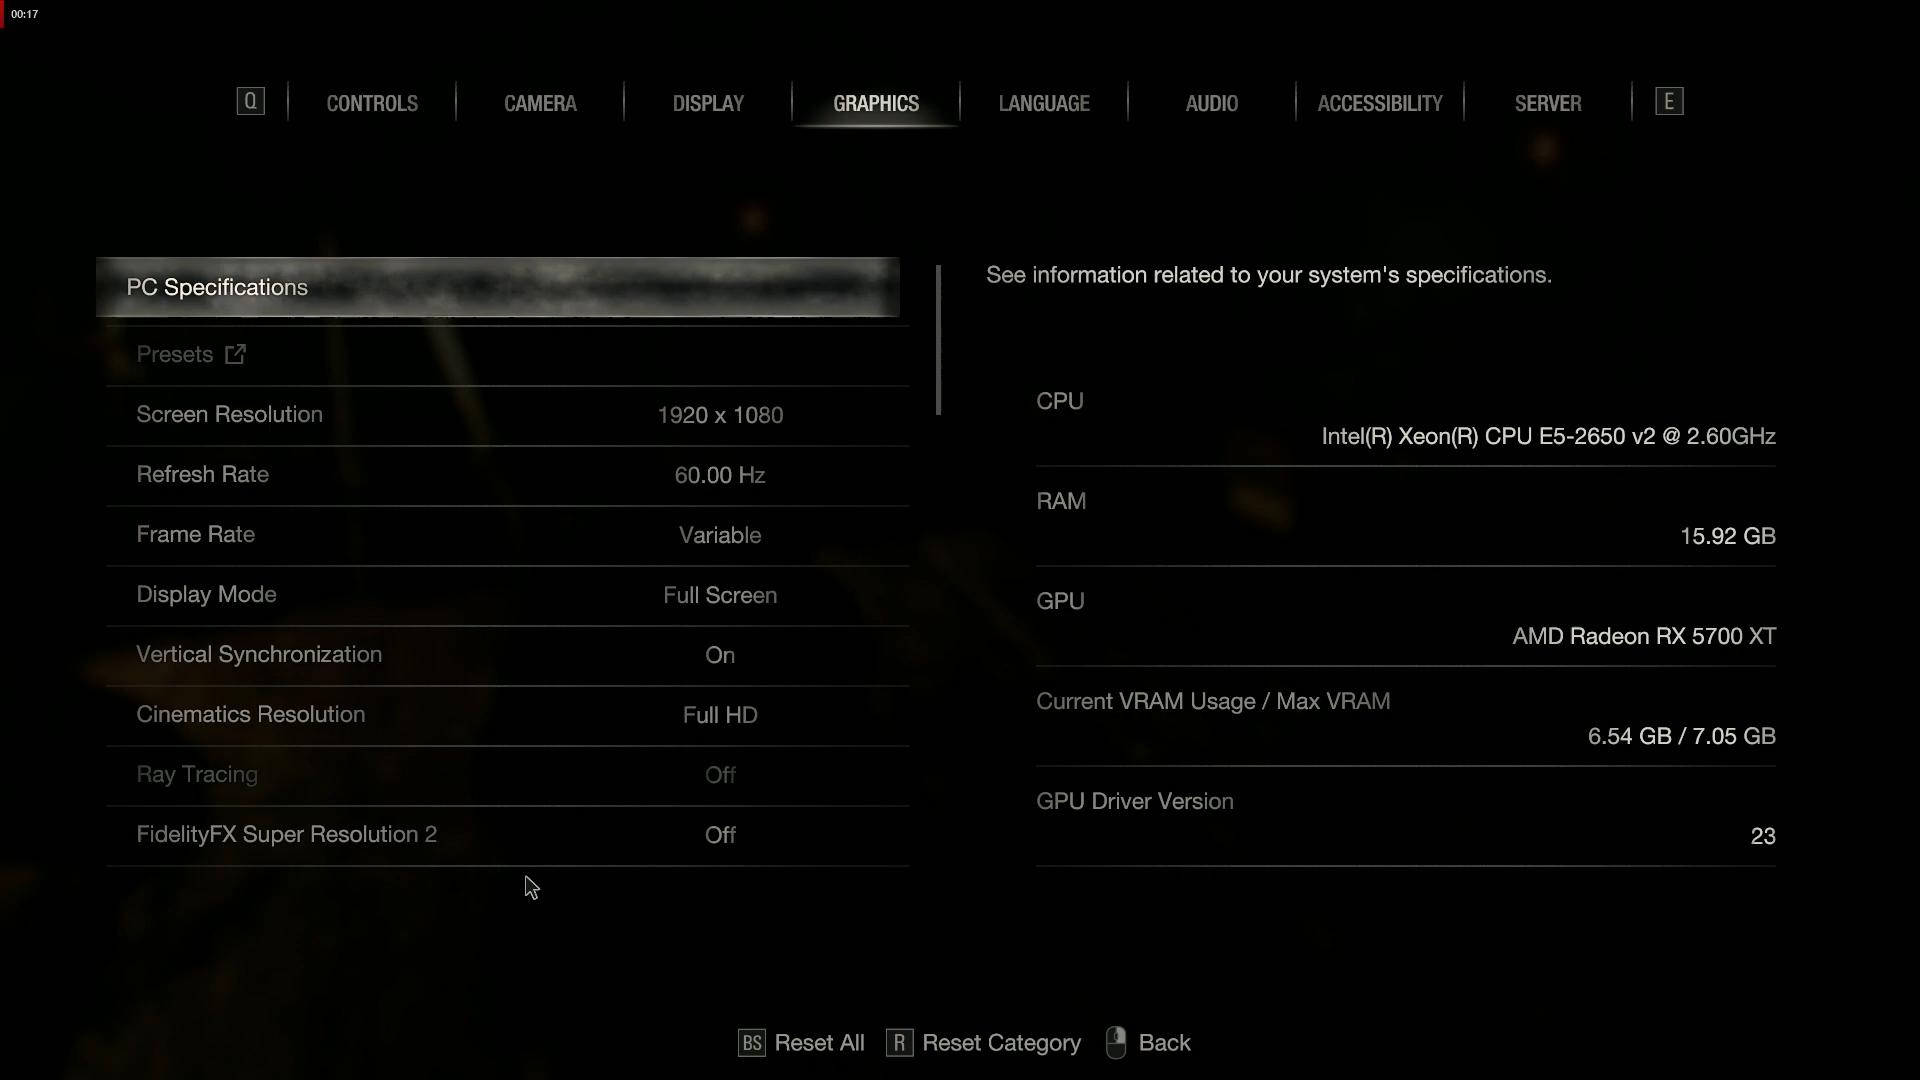 00:17
Q CONTROLS CAMERA DISPLAY GRAPHICS LANGUAGE AUDIO ACCESSIBILITY SERVER E
PC Specifications
Presets
Screen Resolution 1920 x 1080
Refresh Rate 60.00 Hz
Frame Rate Variable
Display Mode Full Screen
Vertical Synchronization On
Cinematics Resolution Full HD
Ray Tracing Off
FidelityFX Super Resolution 2 Off
See information related to your system's specifications.
CPU
Intel(R) Xeon(R) CPU E5-2650 v2 @ 2.60GHz
RAM
15.92 GB
GPU
AMD Radeon RX 5700 XT
Current VRAM Usage / Max VRAM
6.54 GB / 7.05 GB
GPU Driver Version
23
BS Reset All R Reset Category Back